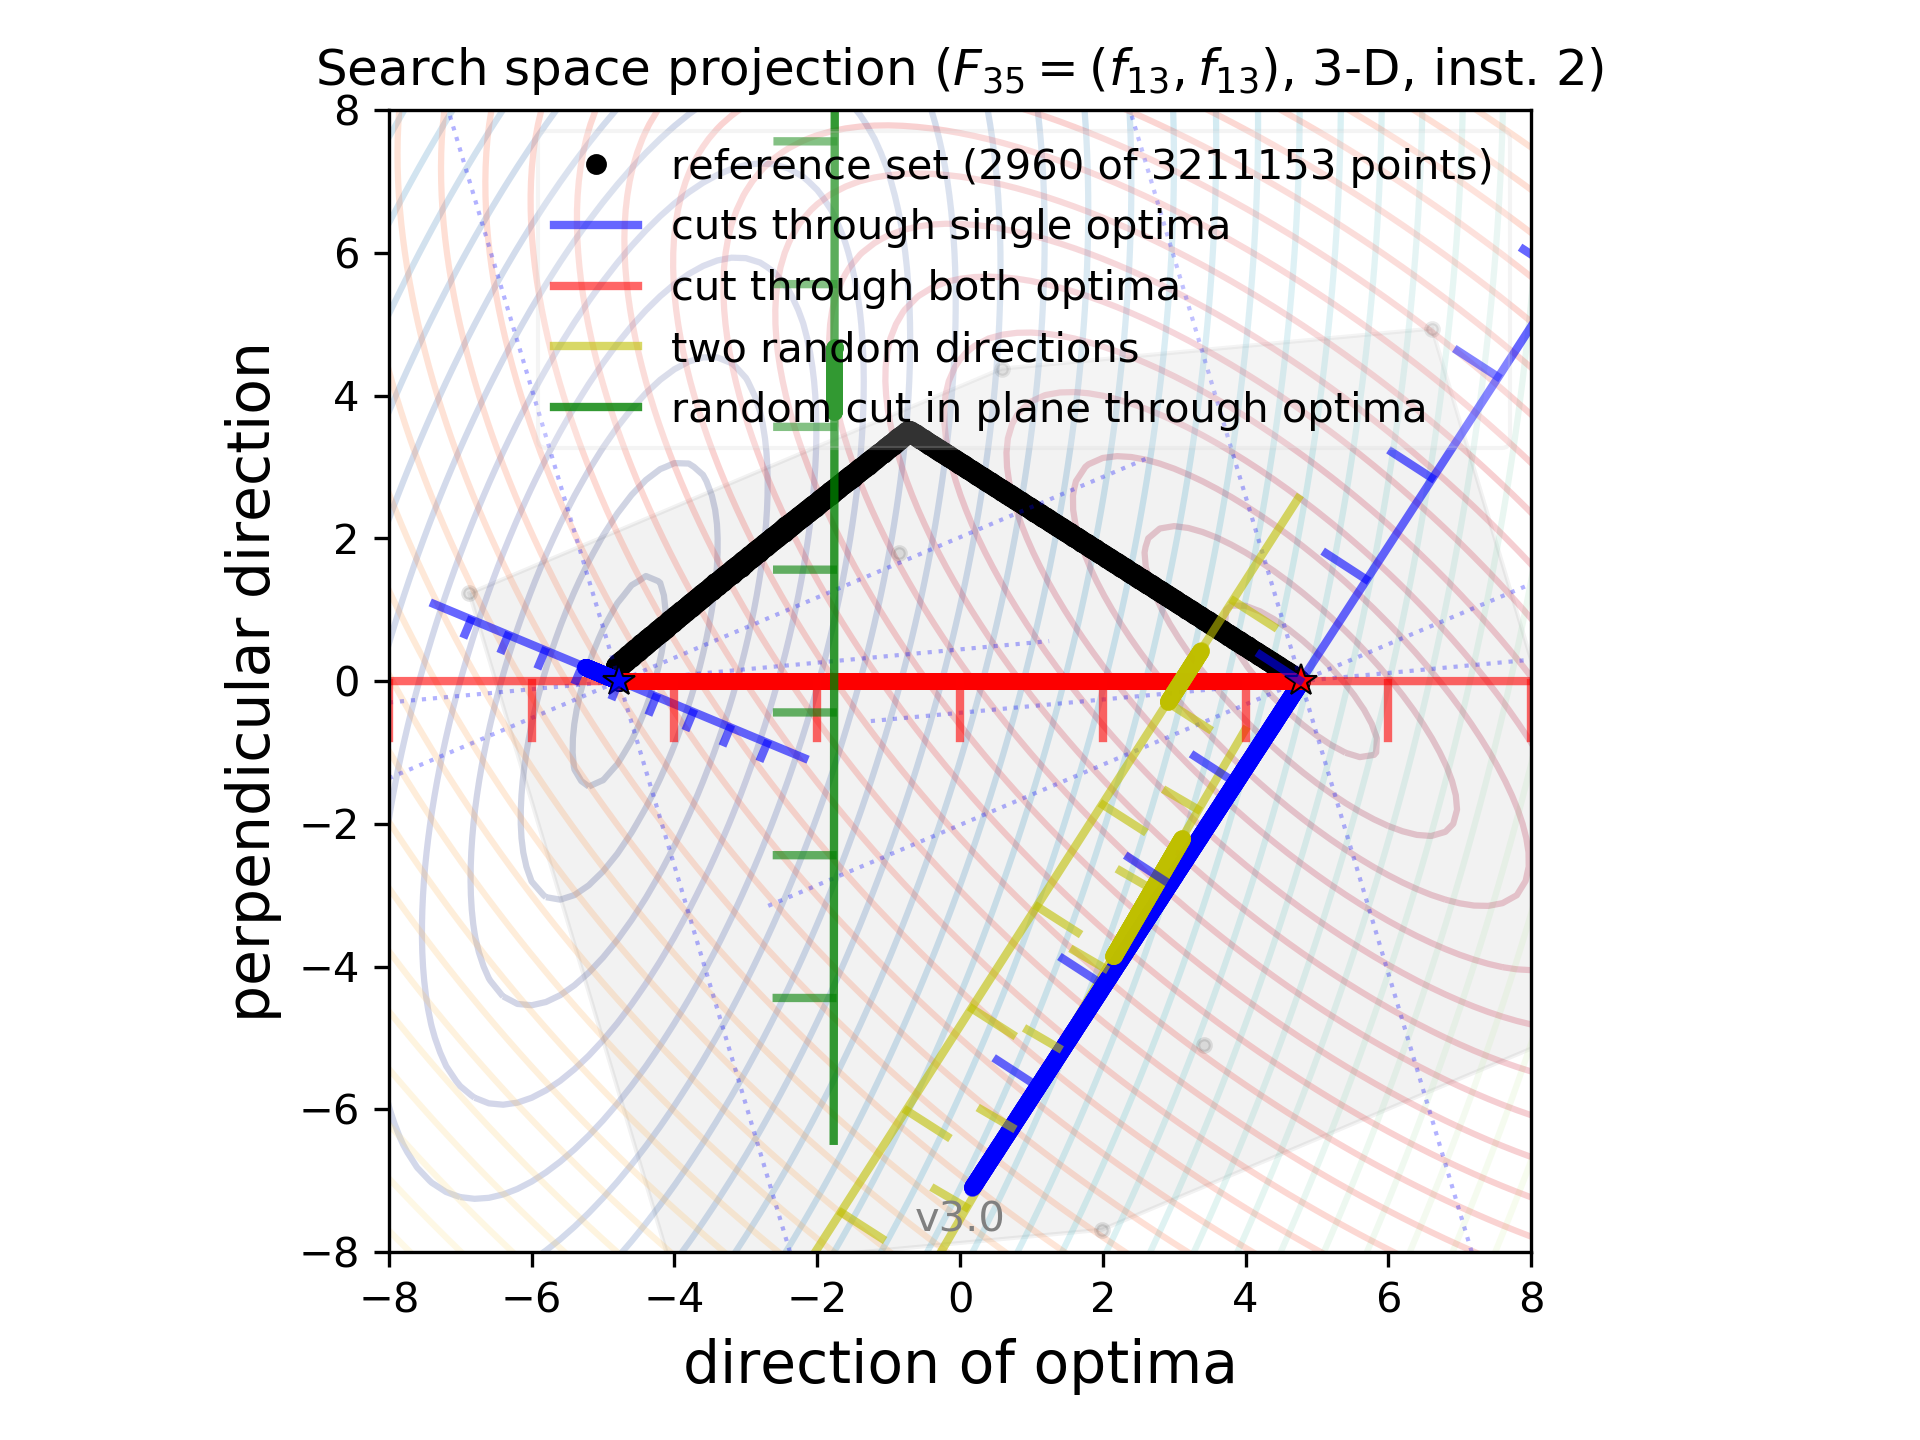 Search space projection (F35 = (f13, f13), 3-D, inst. 2)
reference set (2960 of 3211153 points)
cuts through single optima
cut through both optima
two random directions
random cut in plane through optima
8
6
4
2
0
−2
−4
−6
−8
perpendicular direction
v3.0
−8 −6 −4 −2 0 2 4 6 8
direction of optima